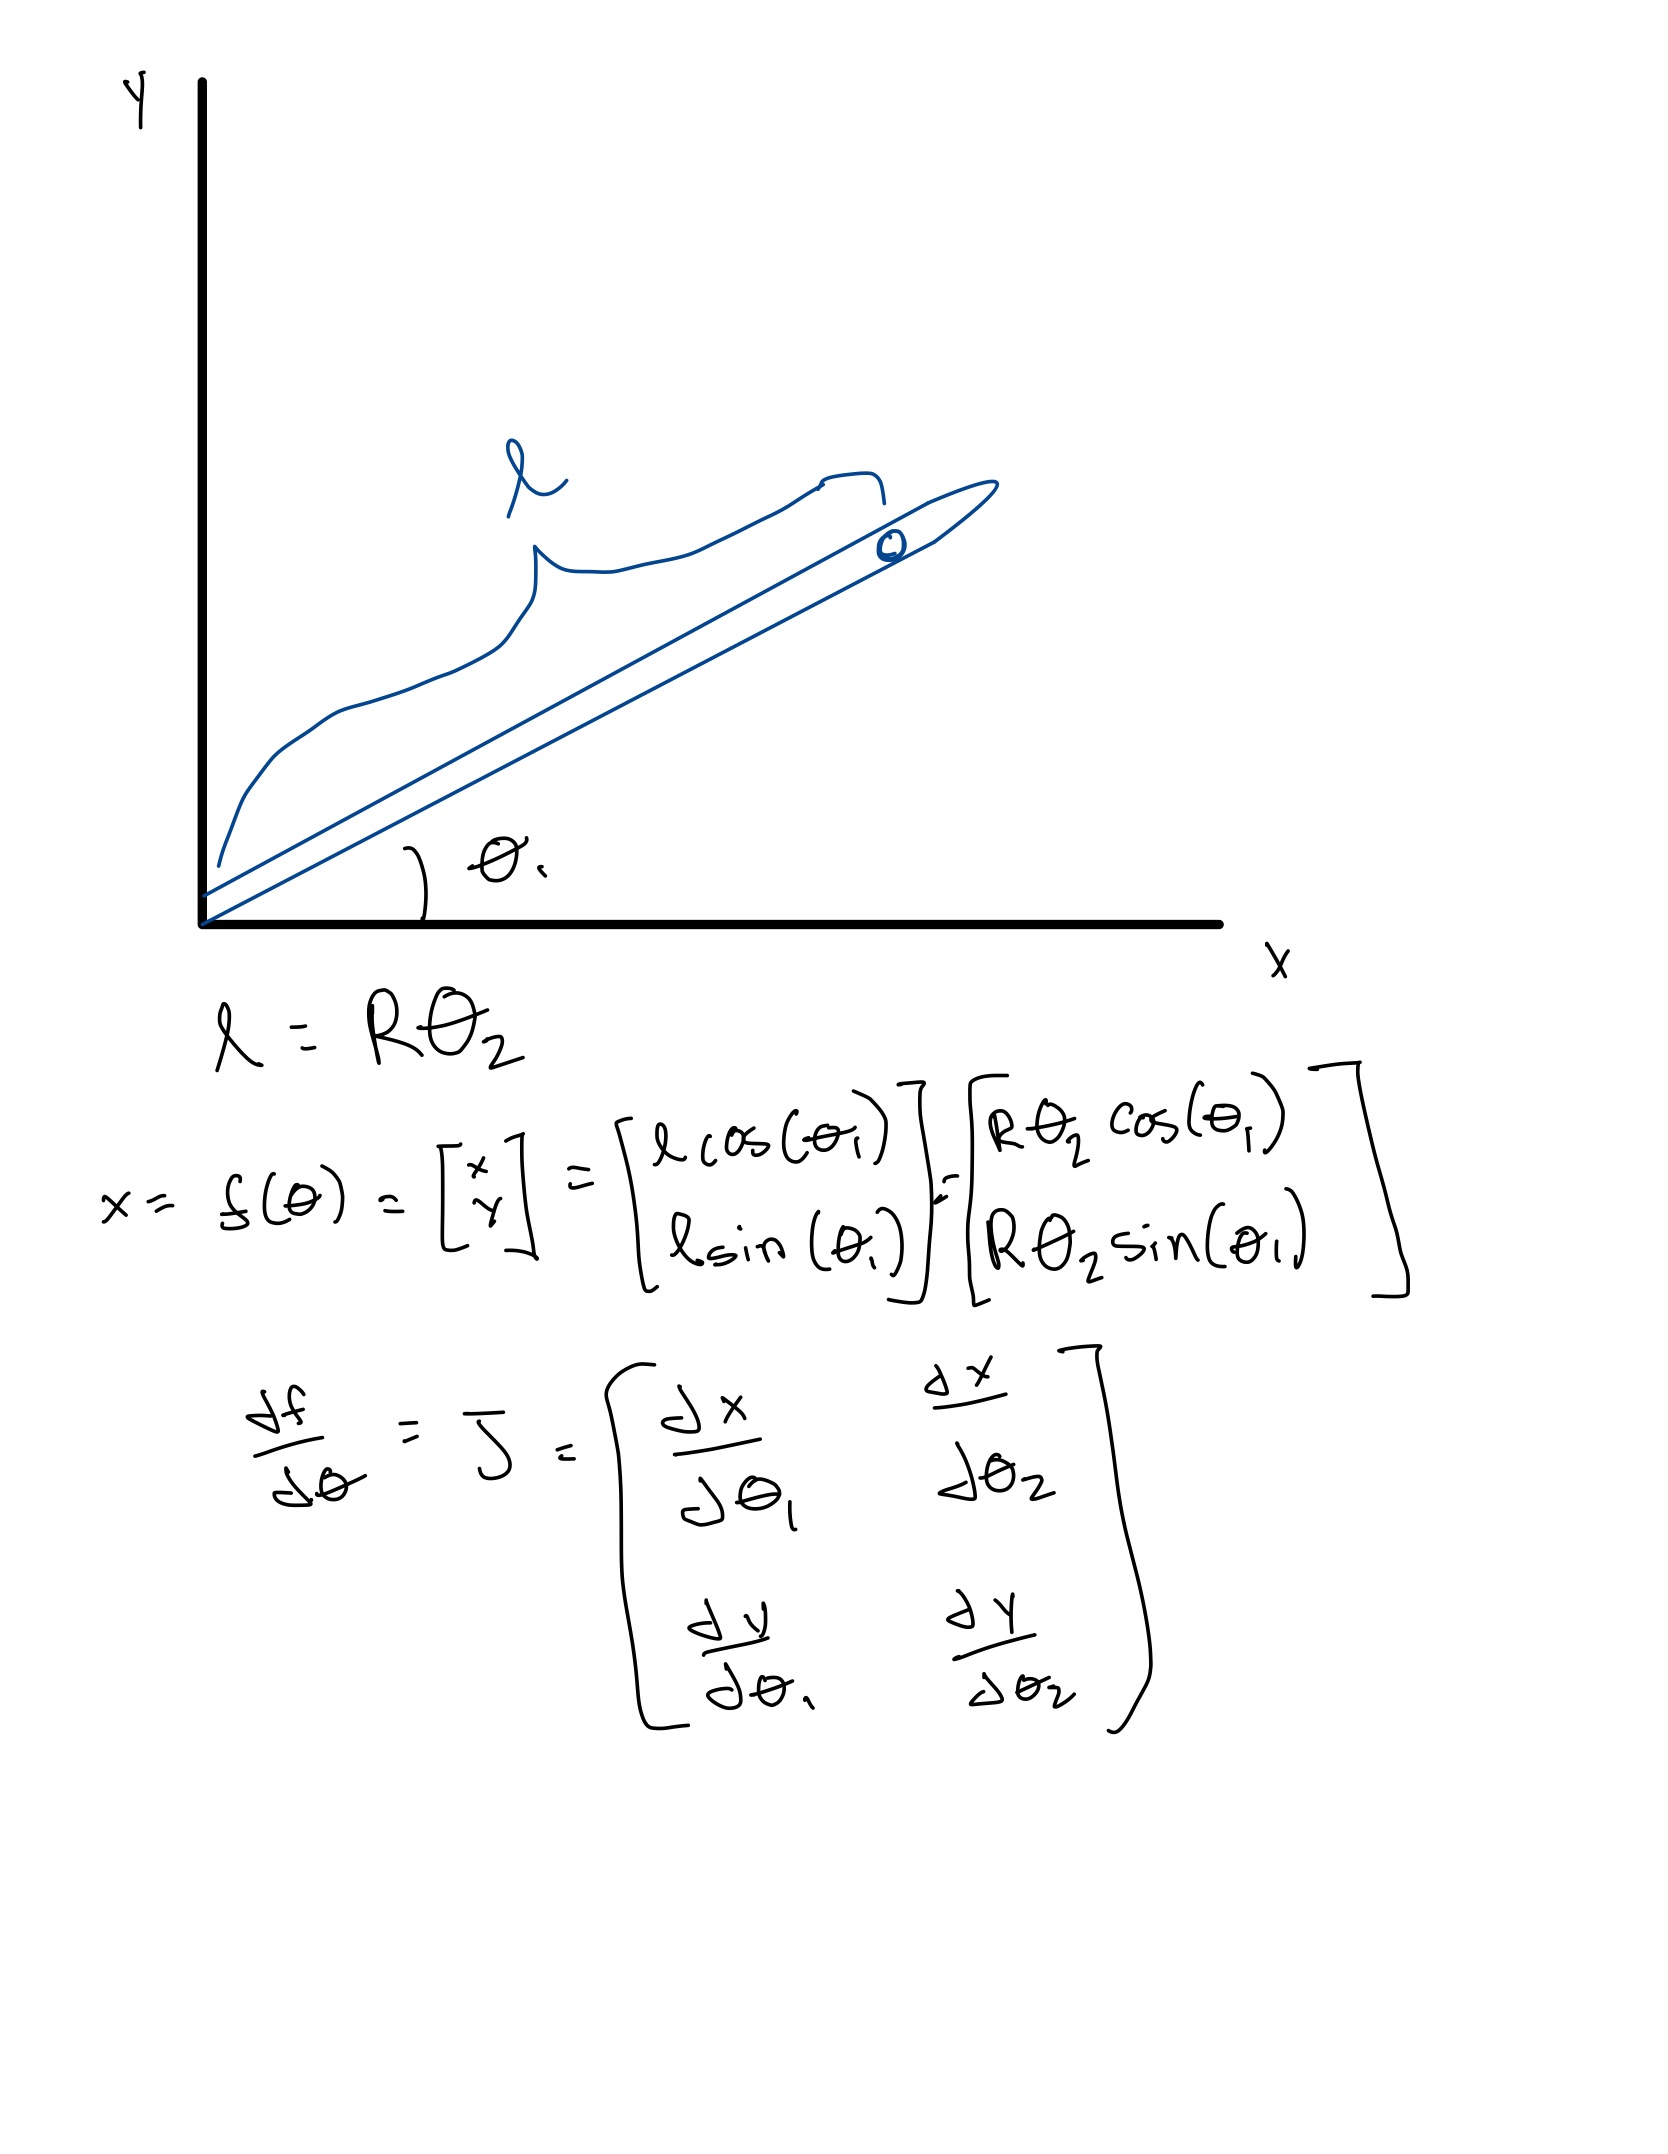 Y
l
θ₁
X
l = Rθ₂
x = f(θ) = [x y] = [l cos(θ₁) l sin(θ₁)] = [Rθ₂ cos(θ₁) Rθ₂ sin(θ₁)]
df/dθ = J = [dx/dθ₁ dx/dθ₂
dy/dθ₁ dy/dθ₂]